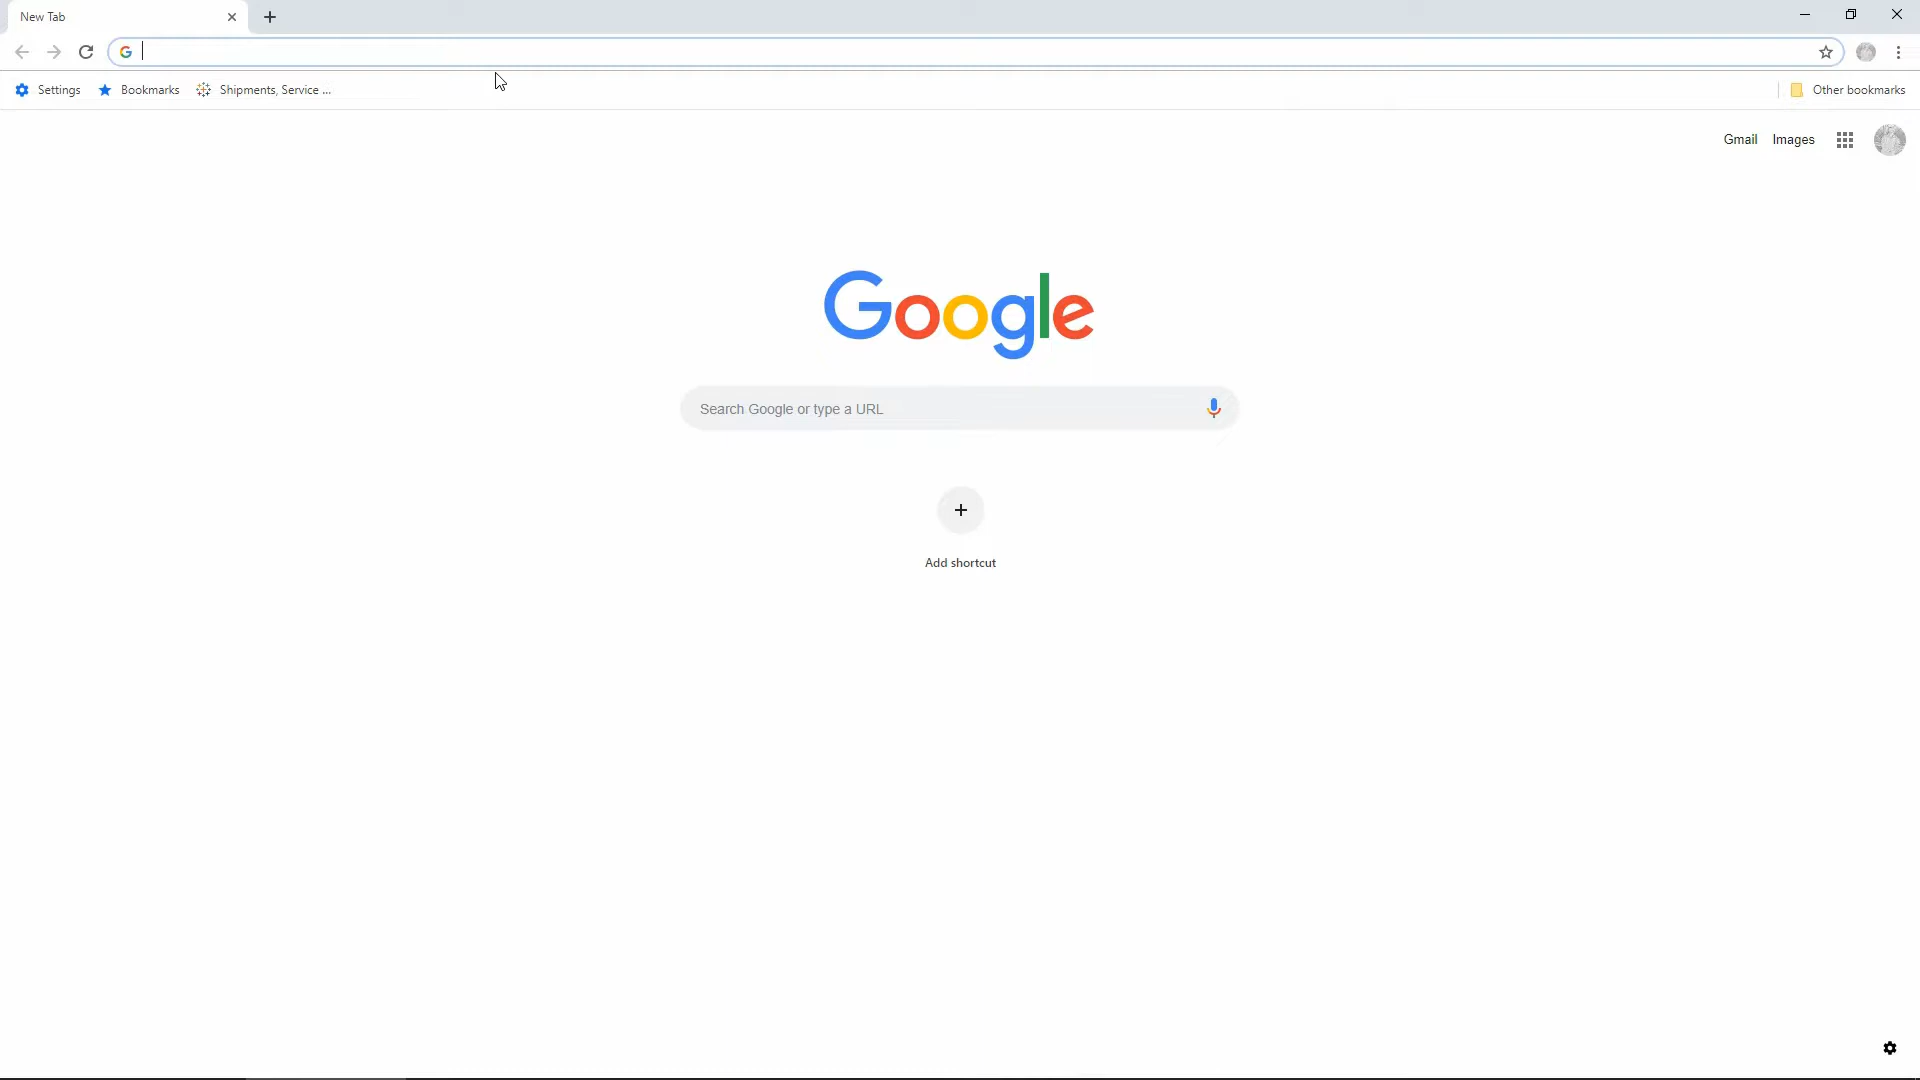 New Tab
Settings Bookmarks Shipments, Service ... Other bookmarks
Gmail Images
Google
Search Google or type a URL
Add shortcut